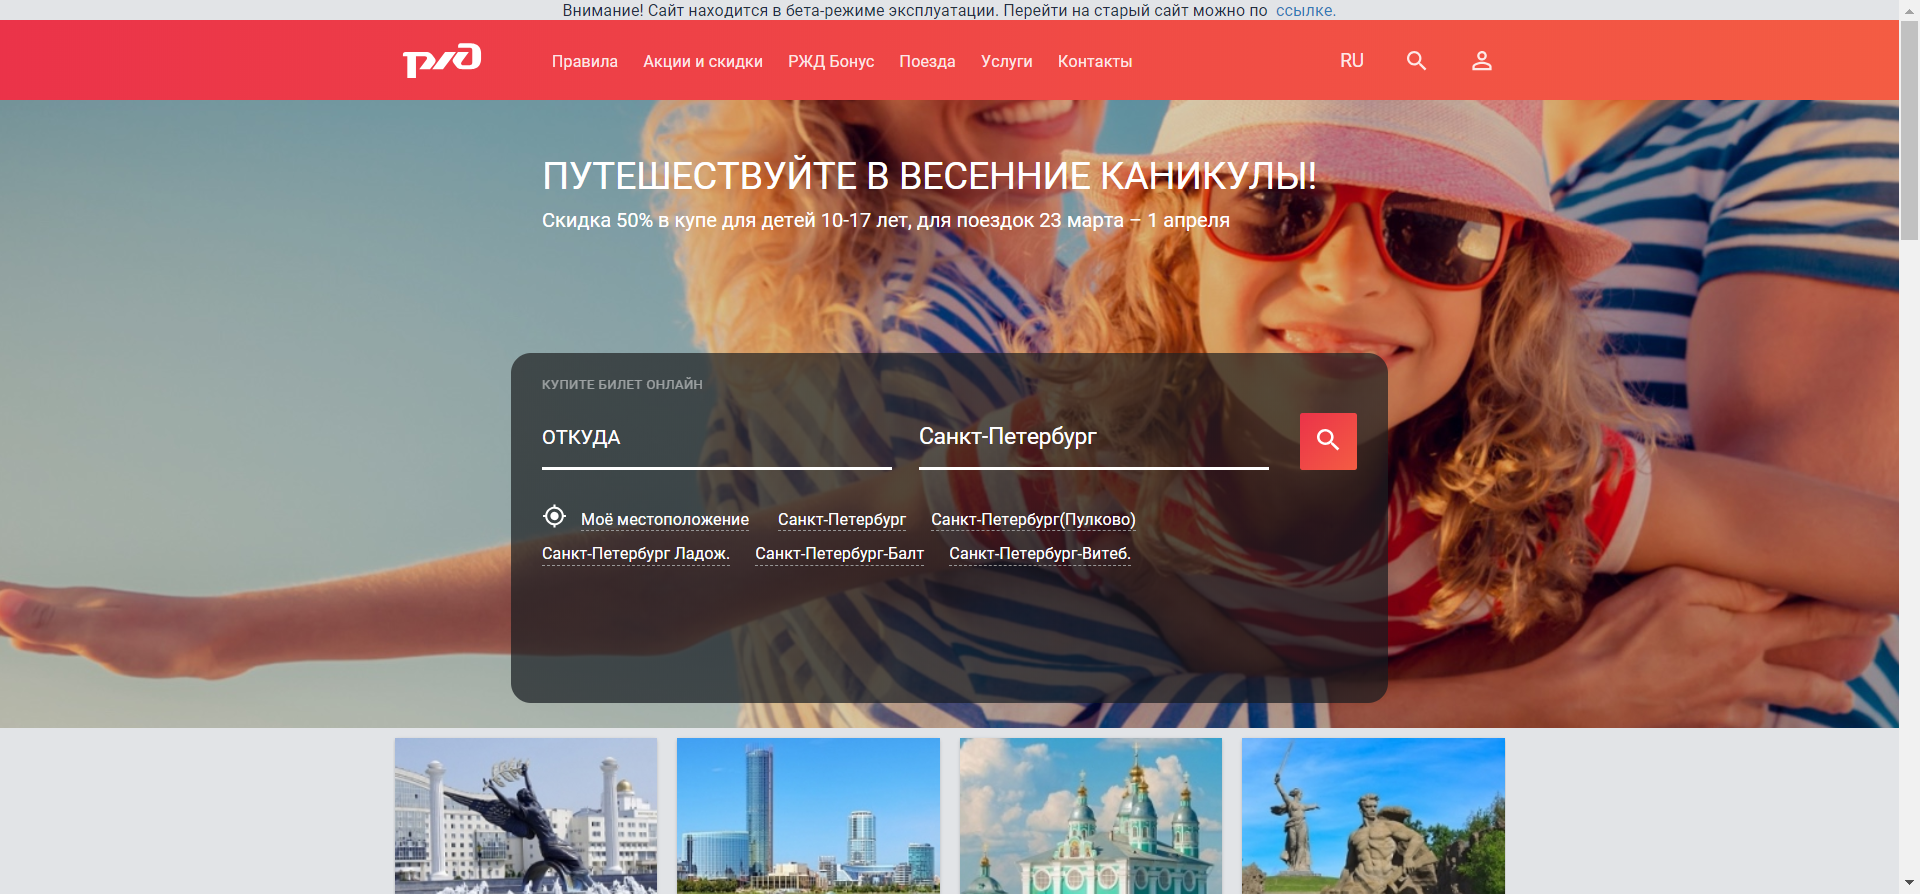 Внимание! Сайт находится в бета-режиме эксплуатации. Перейти на старый сайт можно по ссылке.
ржд
Правила Акции и скидки РЖД Бонус Поезда Услуги Контакты RU
ПУТЕШЕСТВУЙТЕ В ВЕСЕННИЕ КАНИКУЛЫ!
Скидка 50% в купе для детей 10-17 лет, для поездок 23 марта – 1 апреля
КУПИТЕ БИЛЕТ ОНЛАЙН
ОТКУДА Санкт-Петербург
Моё местоположение Санкт-Петербург Санкт-Петербург(Пулково)
Санкт-Петербург Ладож. Санкт-Петербург-Балт Санкт-Петербург-Витеб.